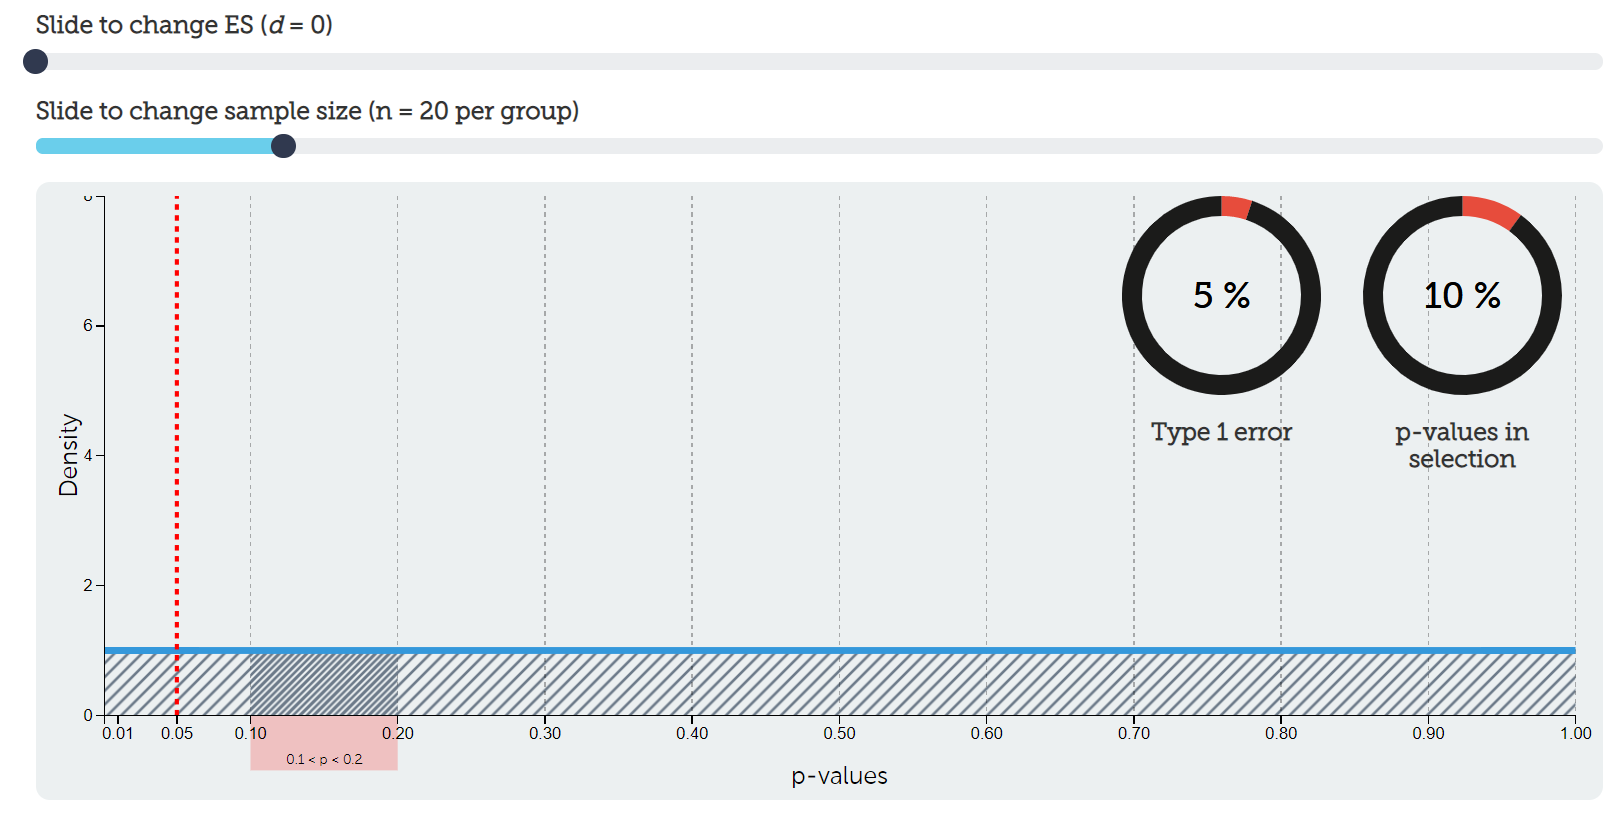 Slide to change ES (d = 0)
Slide to change sample size (n = 20 per group)
6
4
2
0
Density
5 %
10 %
Type 1 error
p-values in
selection
0.01 0.05 0.10 0.20 0.30 0.40 0.50 0.60 0.70 0.80 0.90 1.00
0.1 < p < 0.2
p-values